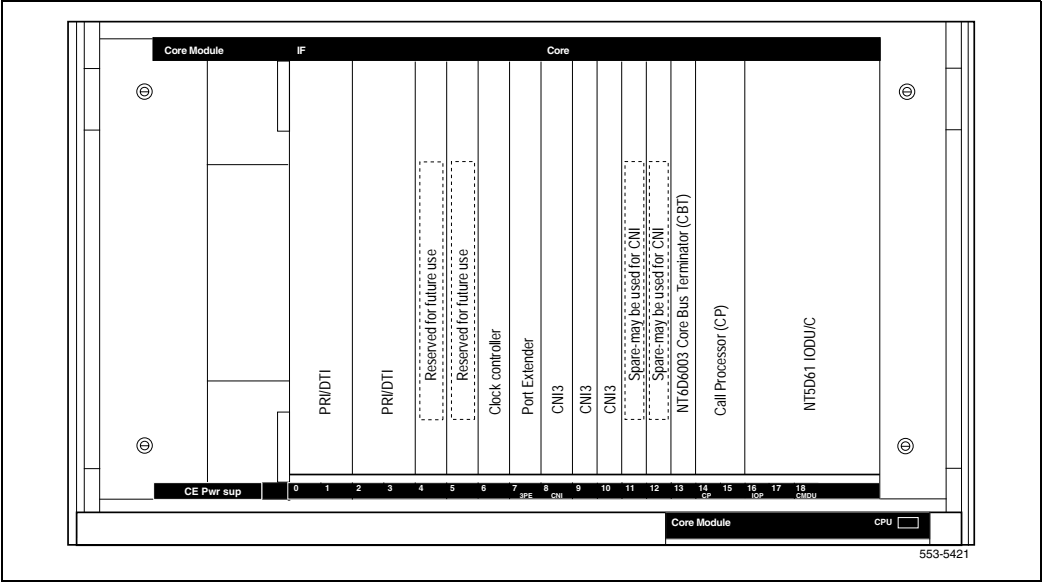 Core Module IF Core
PRI/DTI
PRI/DTI
Reserved for future use
Reserved for future use
Clock controller
Port Extender
CNI3
CNI3
CNI3
Spare-may be used for CNI
Spare-may be used for CNI
NT6D6003 Core Bus Terminator (CBT)
Call Processor (CP)
NT5D61 IODU/C
CE Pwr sup 0 1 2 3 4 5 6 7 8 9 10 11 12 13 14 15 16 17 18
3PE CNI CP IOP CMDU
Core Module CPU
553-5421